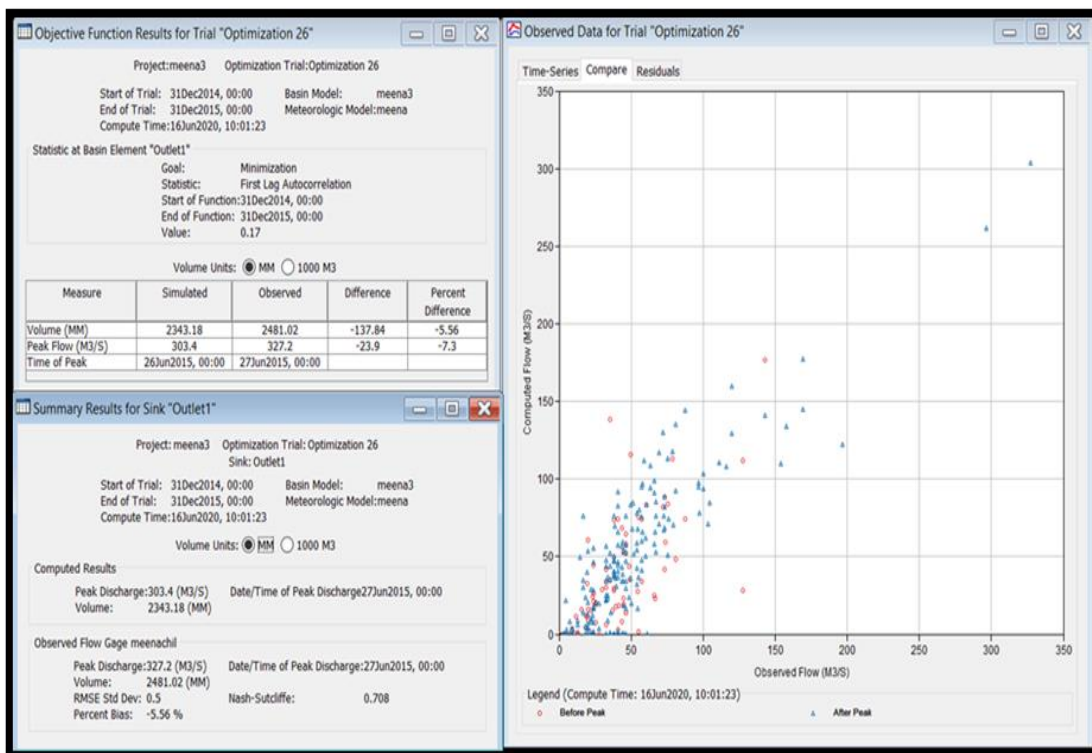 Objective Function Results for Trial "Optimization 26"
Project:meena3 Optimization Trial:Optimization 26
Start of Trial: 31Dec2014, 00:00 Basin Model: meena3
End of Trial: 31Dec2015, 00:00 Meteorologic Model:meena
Compute Time:16Jun2020, 10:01:23
Statistic at Basin Element "Outlet1"
Goal: Minimization
Statistic: First Lag Autocorrelation
Start of Function:31Dec2014, 00:00
End of Function: 31Dec2015, 00:00
Value: 0.17
Volume Units: MM 1000 M3
Measure Simulated Observed Difference Percent
Difference
Volume (MM) 2343.18 2481.02 -137.84 -5.56
Peak Flow (M3/S) 303.4 327.2 -23.9 -7.3
Time of Peak 26Jun2015, 00:00 27Jun2015, 00:00
Summary Results for Sink "Outlet1"
Project: meena3 Optimization Trial: Optimization 26
Sink: Outlet1
Start of Trial: 31Dec2014, 00:00 Basin Model: meena3
End of Trial: 31Dec2015, 00:00 Meteorologic Model:meena
Compute Time:16Jun2020, 10:01:23
Volume Units: MM 1000 M3
Computed Results
Peak Discharge:303.4 (M3/S) Date/Time of Peak Discharge27Jun2015, 00:00
Volume: 2343.18 (MM)
Observed Flow Gage meenachil
Peak Discharge:327.2 (M3/S) Date/Time of Peak Discharge:27Jun2015, 00:00
Volume: 2481.02 (MM)
RMSE Std Dev: 0.5 Nash-Sutcliffe: 0.708
Percent Bias: -5.56 %
Observed Data for Trial "Optimization 26"
Time-Series Compare Residuals
350
300
250
200
150
100
50
0
Computed Flow (M3/S)
0 50 100 150 200 250 300 350
Observed Flow (M3/S)
Legend (Compute Time: 16Jun2020, 10:01:23)
Before Peak After Peak